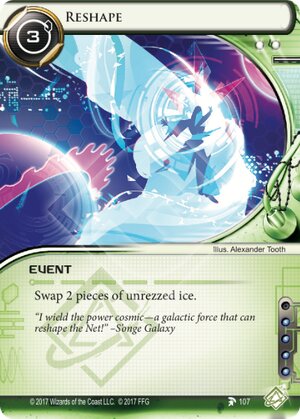 Reshape
3
Illus. Alexander Tooth
EVENT
Swap 2 pieces of unrezzed ice.
"I wield the power cosmic—a galactic force that can
reshape the Net!" –Songe Galaxy
© 2017 Wizards of the Coast LLC. © 2017 FFG
107